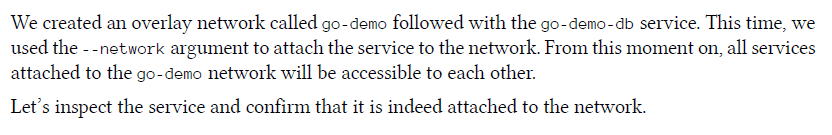 We created an overlay network called go-demo followed with the go-demo-db service. This time, we
used the --network argument to attach the service to the network. From this moment on, all services
attached to the go-demo network will be accessible to each other.
Let’s inspect the service and confirm that it is indeed attached to the network.